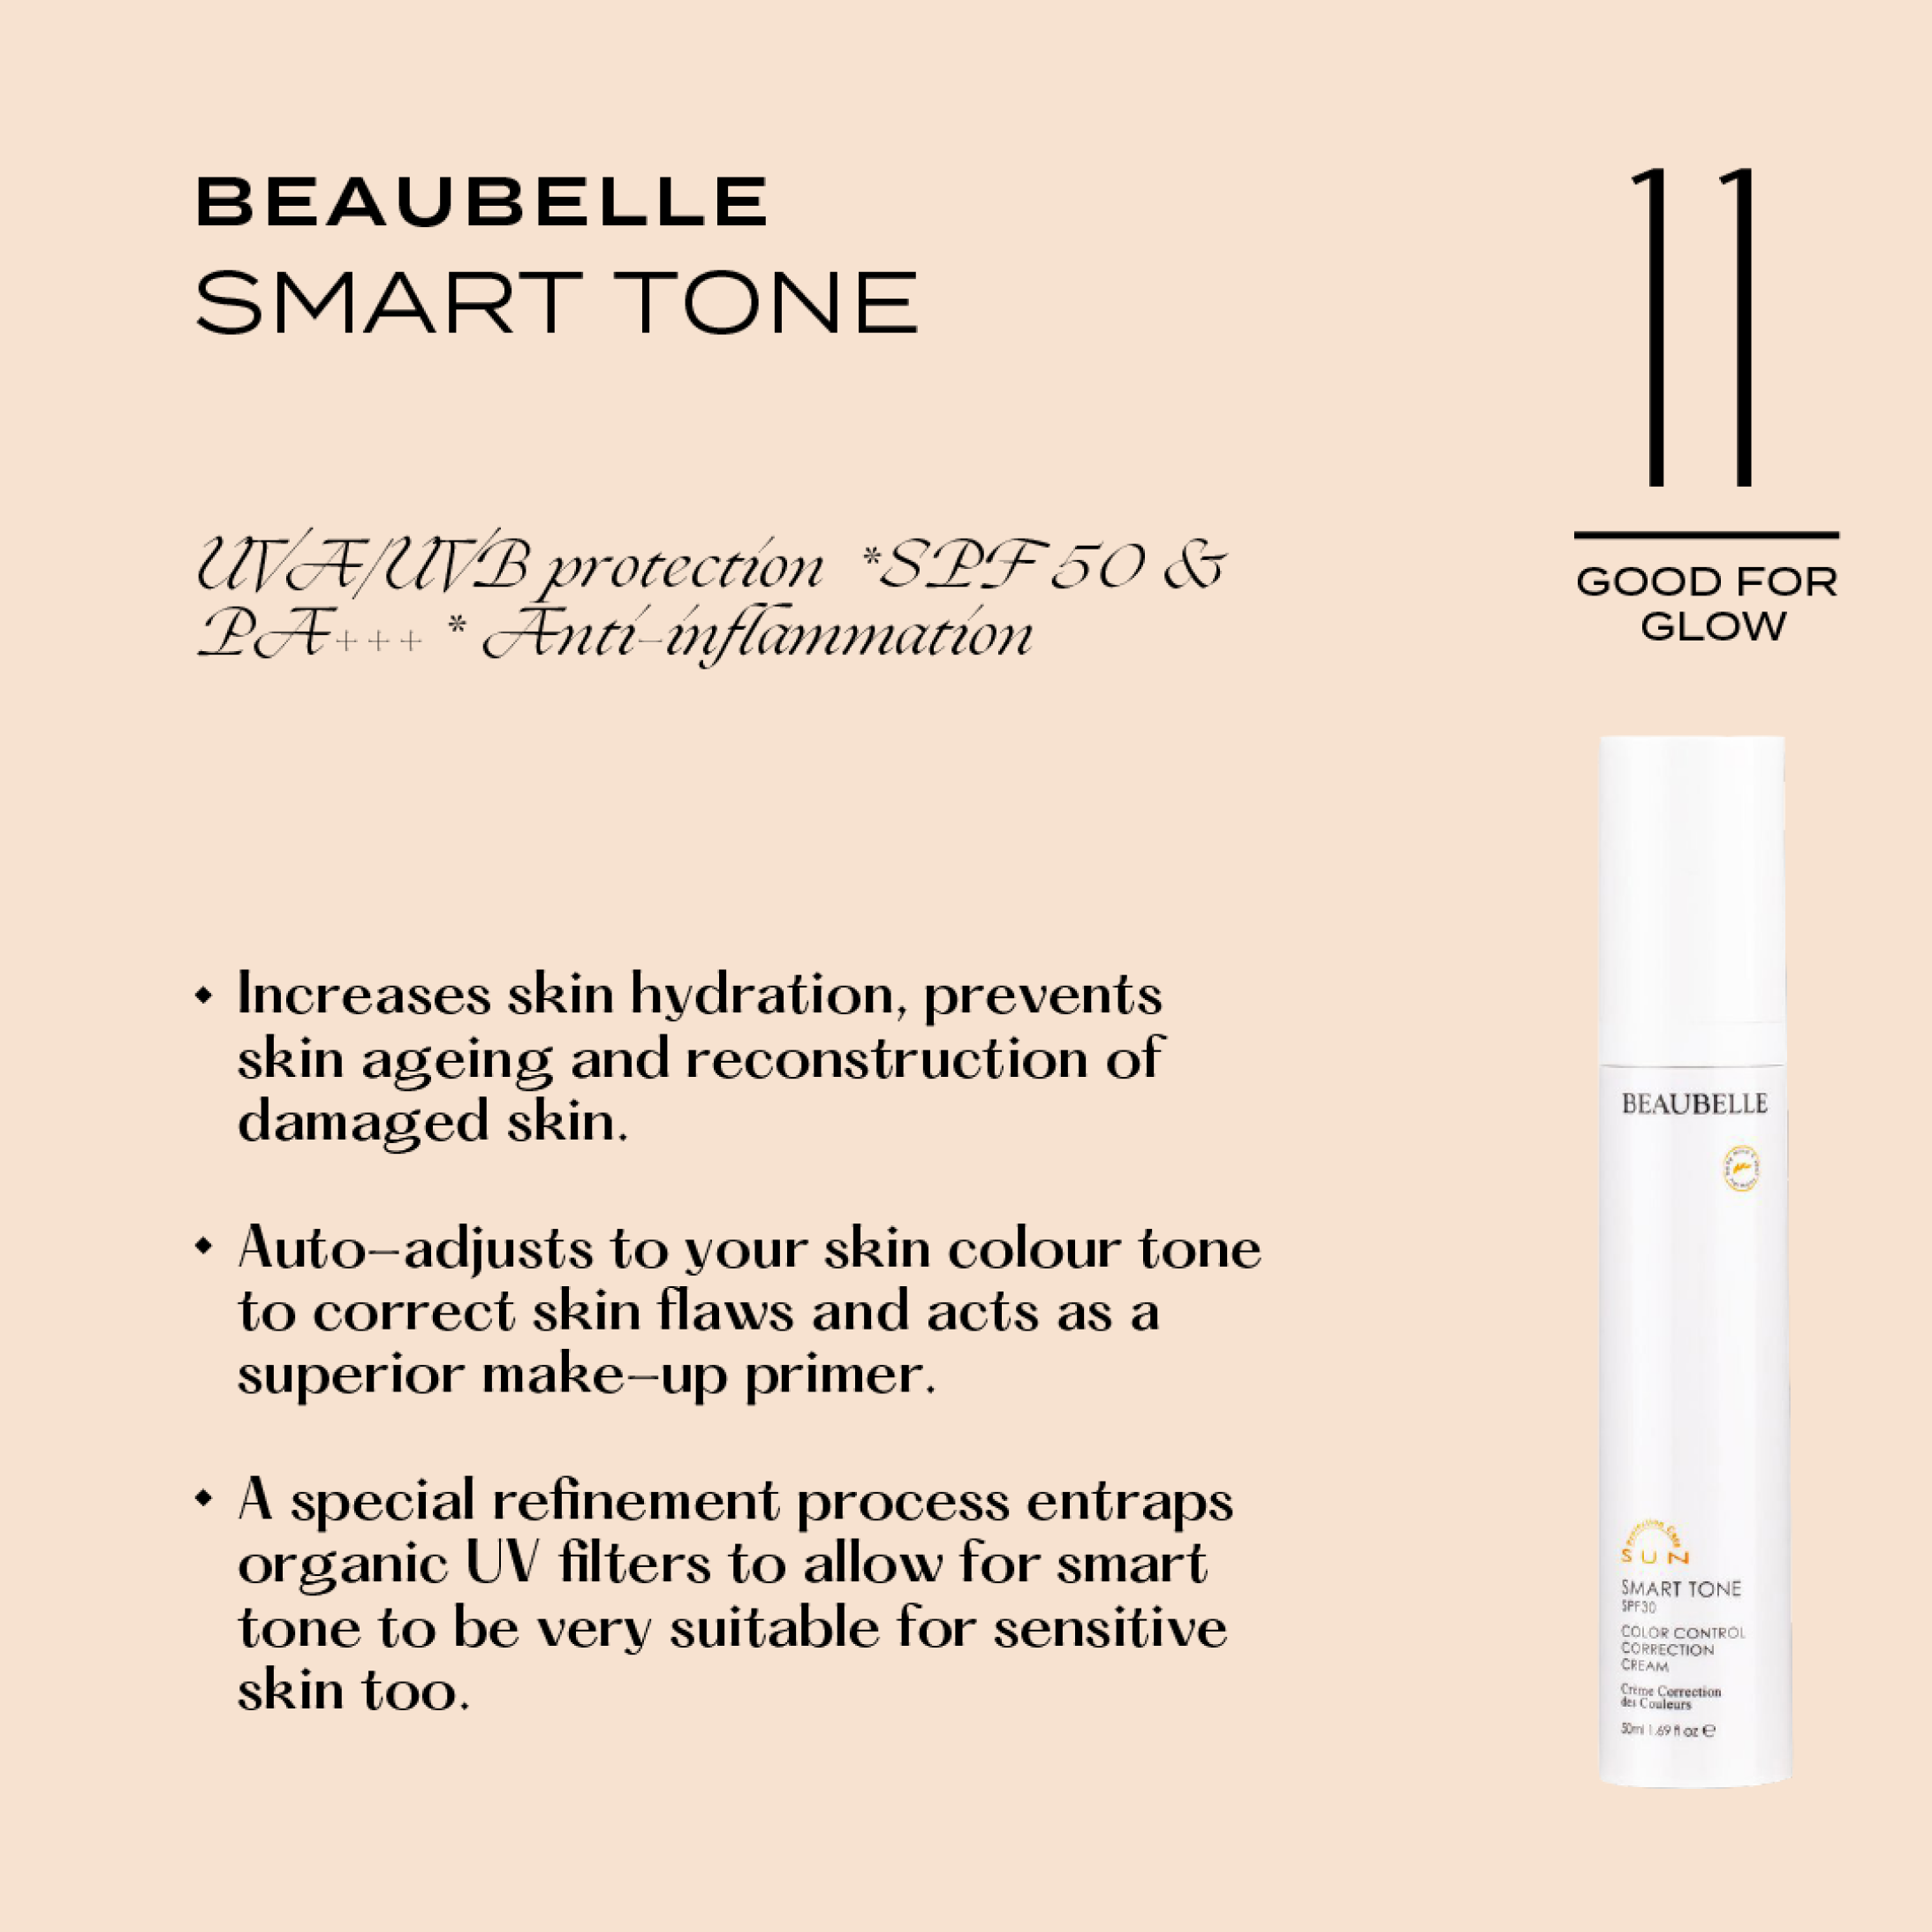 BEAUBELLE
SMART TONE
11
GOOD FOR
GLOW
UVA/UVB protection *SPF 50 &
PA+++ * Anti-inflammation
◆ Increases skin hydration, prevents
skin ageing and reconstruction of
damaged skin.
◆ Auto-adjusts to your skin colour tone
to correct skin flaws and acts as a
superior make-up primer.
◆ A special refinement process entraps
organic UV filters to allow for smart
tone to be very suitable for sensitive
skin too.
BEAUBELLE
Protection Care
SUN
SMART TONE
SPF30
COLOR CONTROL
CORRECTION
CREAM
Crème Correction
des Couleurs
50ml 1.69 fl oz ℮